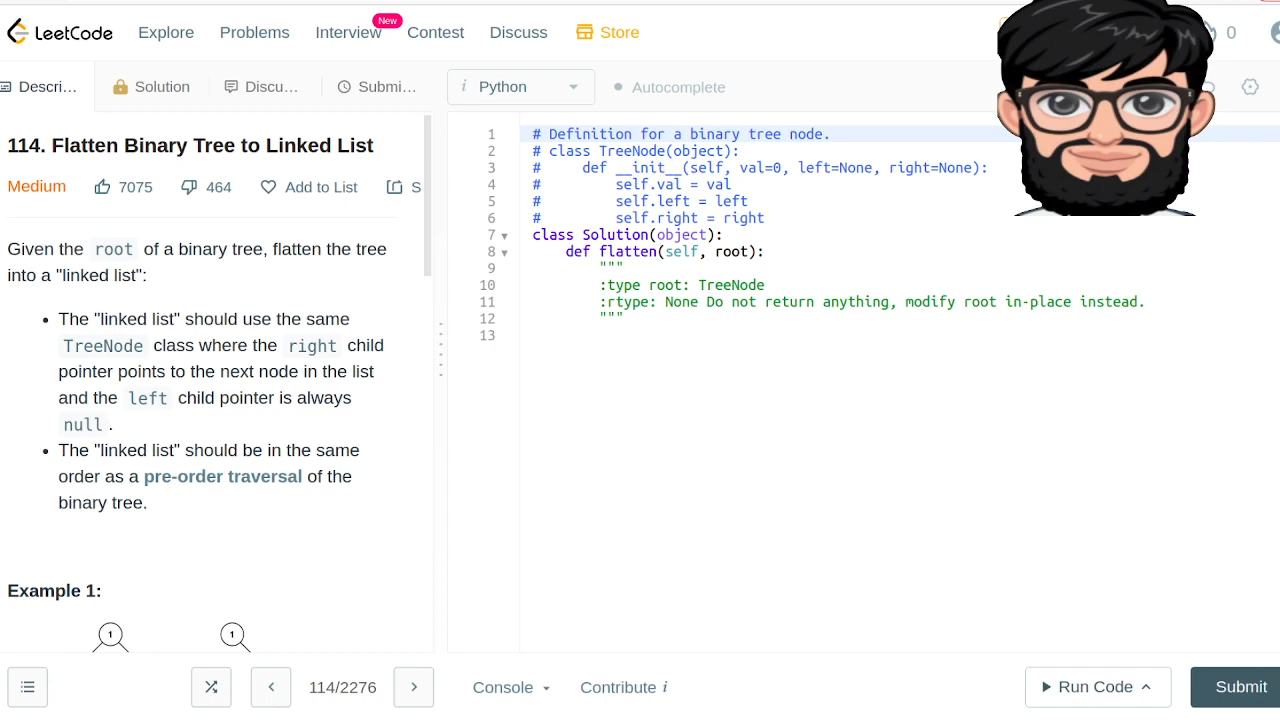 LeetCode Explore Problems Interview New Contest Discuss Store 0
Descri... Solution Discu... Submi... i Python Autocomplete
114. Flatten Binary Tree to Linked List
Medium 7075 464 Add to List S
Given the root of a binary tree, flatten the tree
into a "linked list":
• The "linked list" should use the same
TreeNode class where the right child
pointer points to the next node in the list
and the left child pointer is always
null.
• The "linked list" should be in the same
order as a pre-order traversal of the
binary tree.
Example 1:
1 1
1 # Definition for a binary tree node.
2 # class TreeNode(object):
3 #     def __init__(self, val=0, left=None, right=None):
4 #         self.val = val
5 #         self.left = left
6 #         self.right = right
7 class Solution(object):
8     def flatten(self, root):
9         """
10         :type root: TreeNode
11         :rtype: None Do not return anything, modify root in-place instead.
12         """
13
114/2276 Console Contribute i Run Code Submit